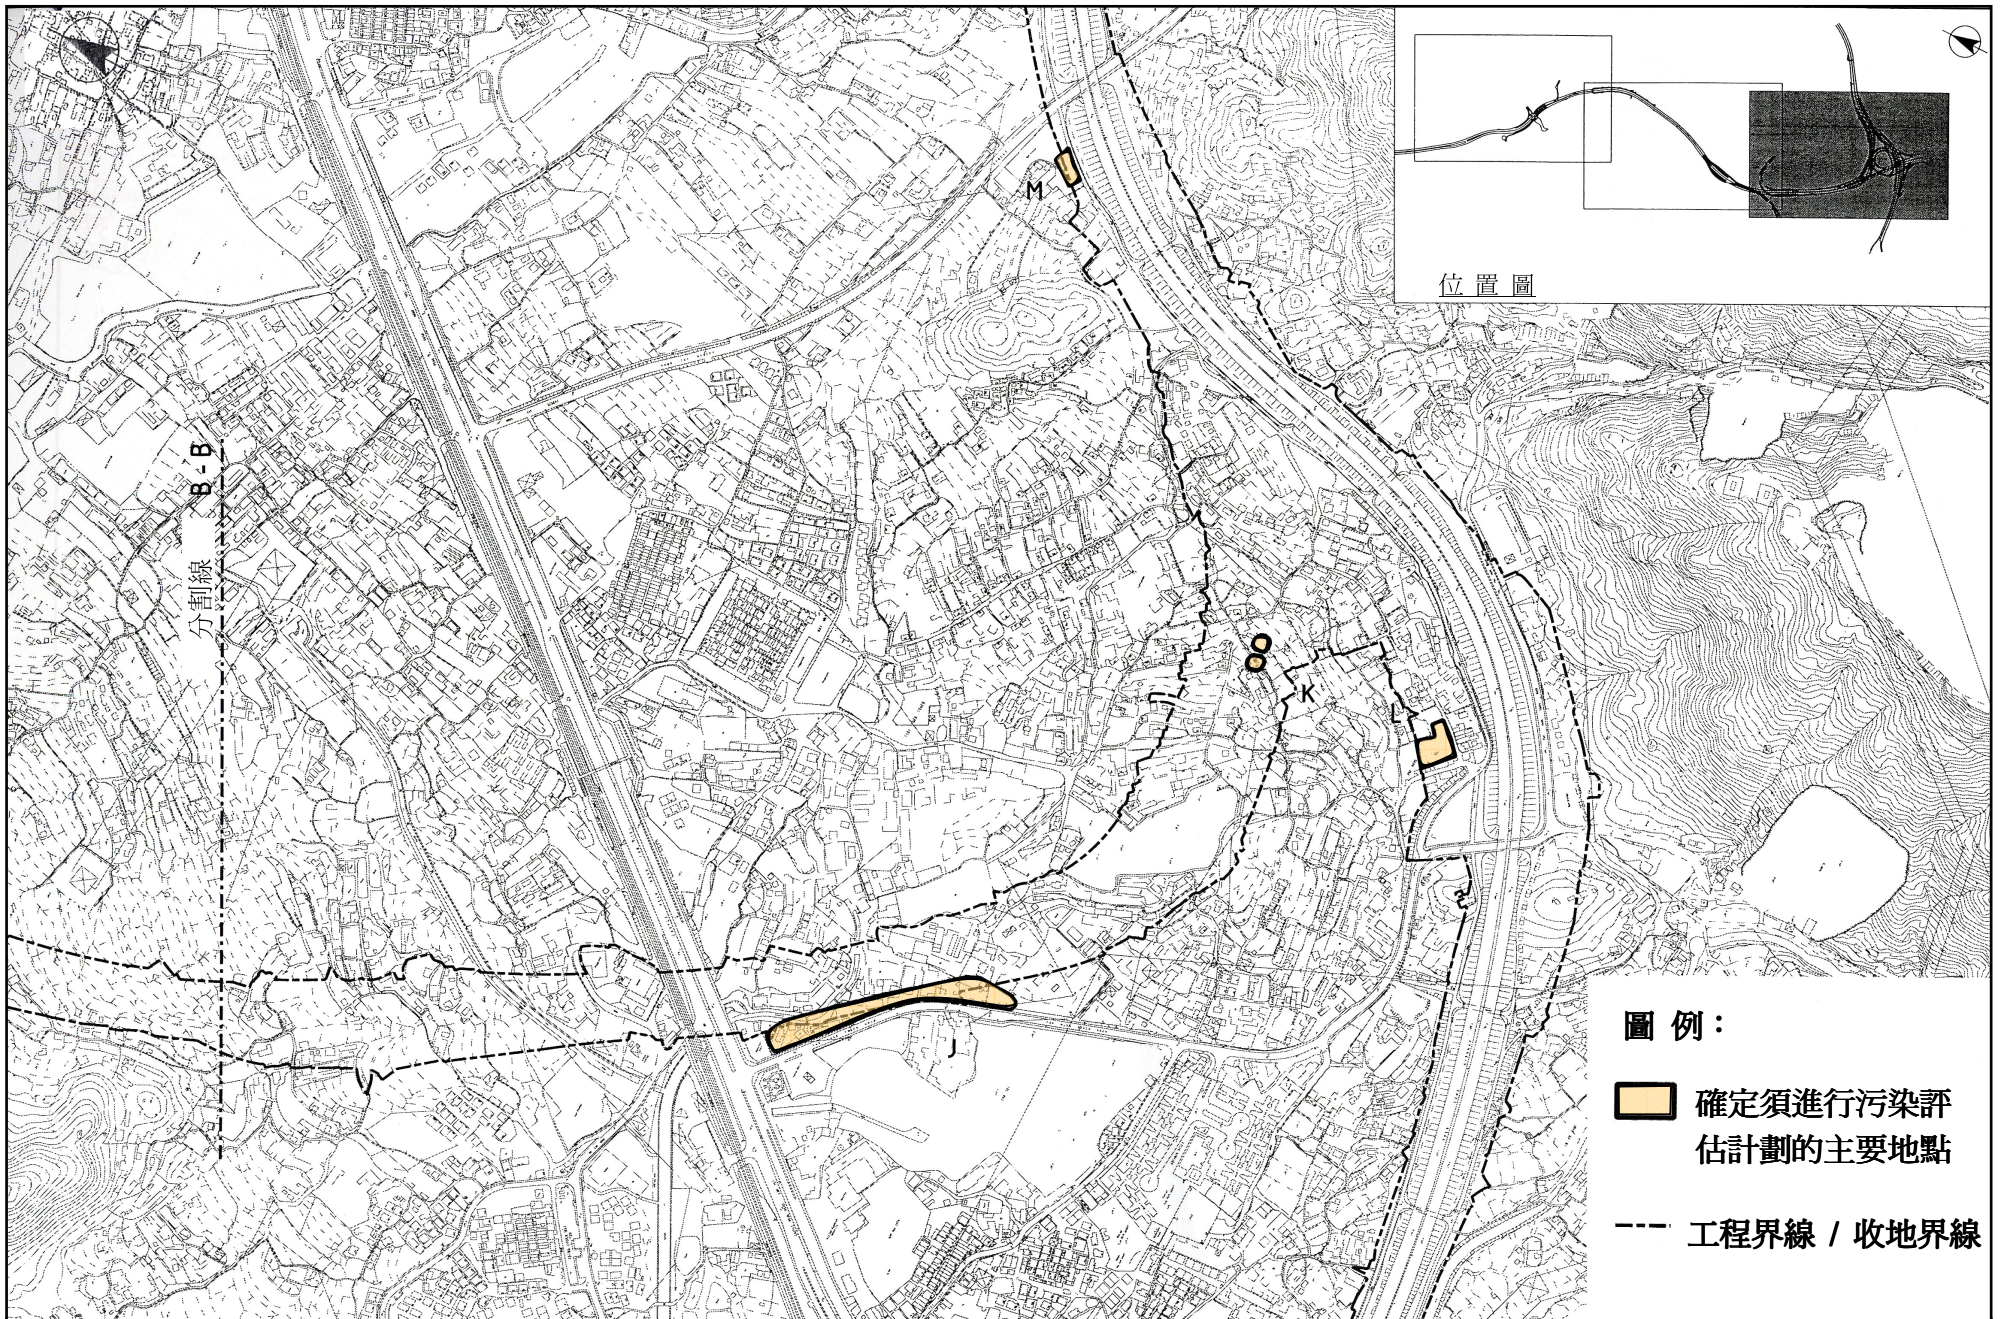 位置圖
M
B - B
分割線
K
L
J
圖 例：
確定須進行污染評
估計劃的主要地點
工程界線 / 收地界線